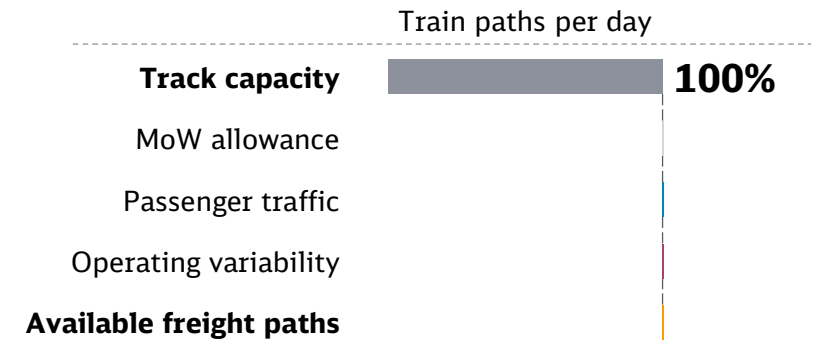 Train paths per day
Track capacity 100%
MoW allowance
Passenger traffic
Operating variability
Available freight paths